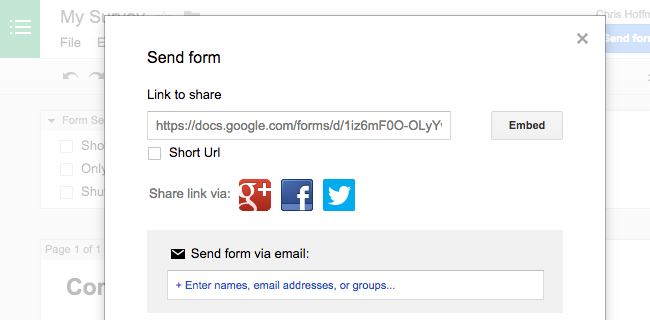 My Survey
Chris Hoffm
File E
Send form
Send form
Link to share
https://docs.google.com/forms/d/1iz6mF0O-OLyY
Embed
Form Se
Sho
Short Url
Only
Shu
Share link via:
g+ f
Page 1 of 1
Send form via email:
Con
+ Enter names, email addresses, or groups...